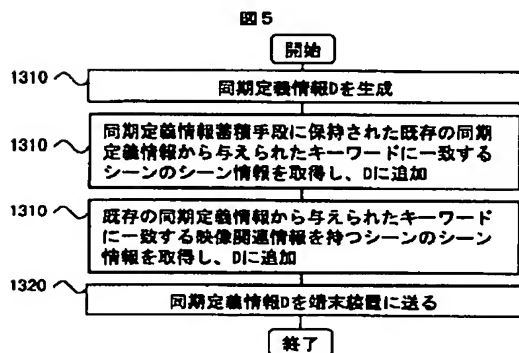 図5
開始
1310
同期定義情報Dを生成
1310
同期定義情報蓄積手段に保持された既存の同期
定義情報から与えられたキーワードに一致する
シーンのシーン情報を取得し、Dに追加
1310
既存の同期定義情報から与えられたキーワード
に一致する映像関連情報を持つシーンのシーン
情報を取得し、Dに追加
1320
同期定義情報Dを端末装置に送る
終了